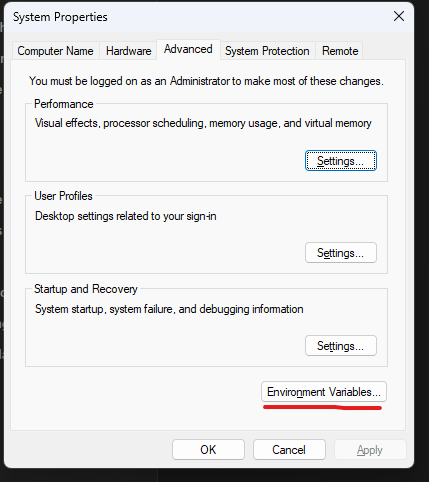 System Properties
Computer Name
Hardware
Advanced
System Protection
Remote
You must be logged on as an Administrator to make most of these changes.
Performance
Visual effects, processor scheduling, memory usage, and virtual memory
Settings...
User Profiles
Desktop settings related to your sign-in
Settings...
Startup and Recovery
System startup, system failure, and debugging information
Settings...
Environment Variables...
OK
Cancel
Apply